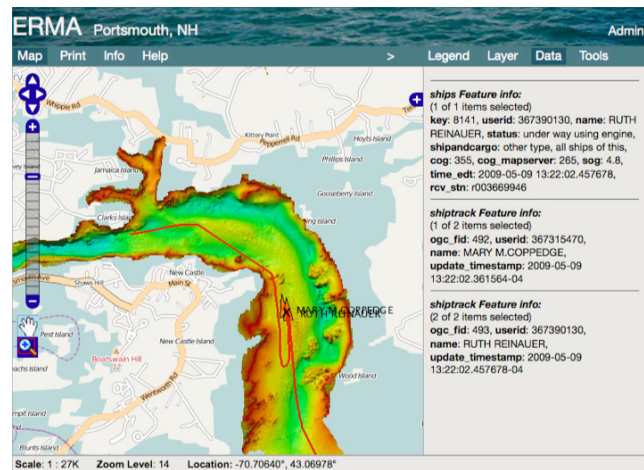 ERMA Portsmouth, NH
Admin
Map Print Info Help >
Legend Layer Data Tools
ships Feature info:
(1 of 1 items selected)
key: 8141, userid: 367390130, name: RUTH
REINAUER, status: under way using engine,
shipandcargo: other type, all ships of this,
cog: 355, cog_mapserver: 265, sog: 4.8,
time_edt: 2009-05-09 13:22:02.457678,
rcv_stn: r003669946
shiptrack Feature info:
(1 of 2 items selected)
ogc_fid: 492, userid: 367315470,
name: MARY M.COPPEDGE,
update_timestamp: 2009-05-09
13:22:02.361564-04
shiptrack Feature info:
(2 of 2 items selected)
ogc_fid: 493, userid: 367390130,
name: RUTH REINAUER,
update_timestamp: 2009-05-09
13:22:02.457678-04
Whipple Rd
Kittery Point
Pepperrell Rd
Hoyts Island
Phillips Island
Jamaica Island
Gooseberry Island
Clarks Island
New Castle
Main St
Shaws Hill
MARY M.COPPEDGE
RUTH REINAUER
Pest Island
New Castle Island
Boatswain Hill
22
Wood Island
Wentworth Rd
Blunts Island
Scale: 1 : 27K Zoom Level: 14 Location: -70.70640°, 43.06978°